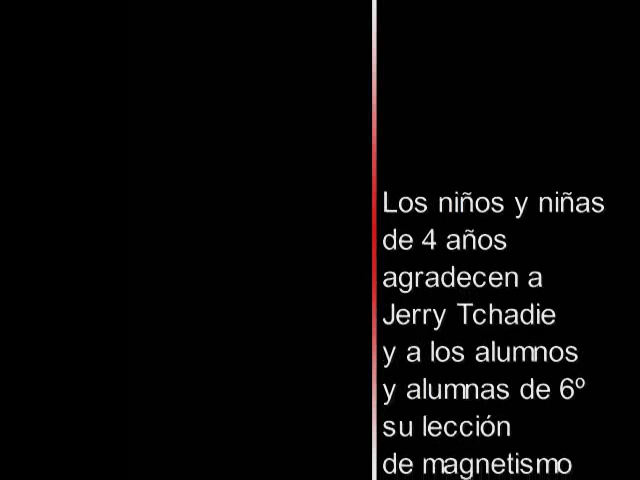 Los niños y niñas
de 4 años
agradecen a
Jerry Tchadie
y a los alumnos
y alumnas de 6º
su lección
de magnetismo